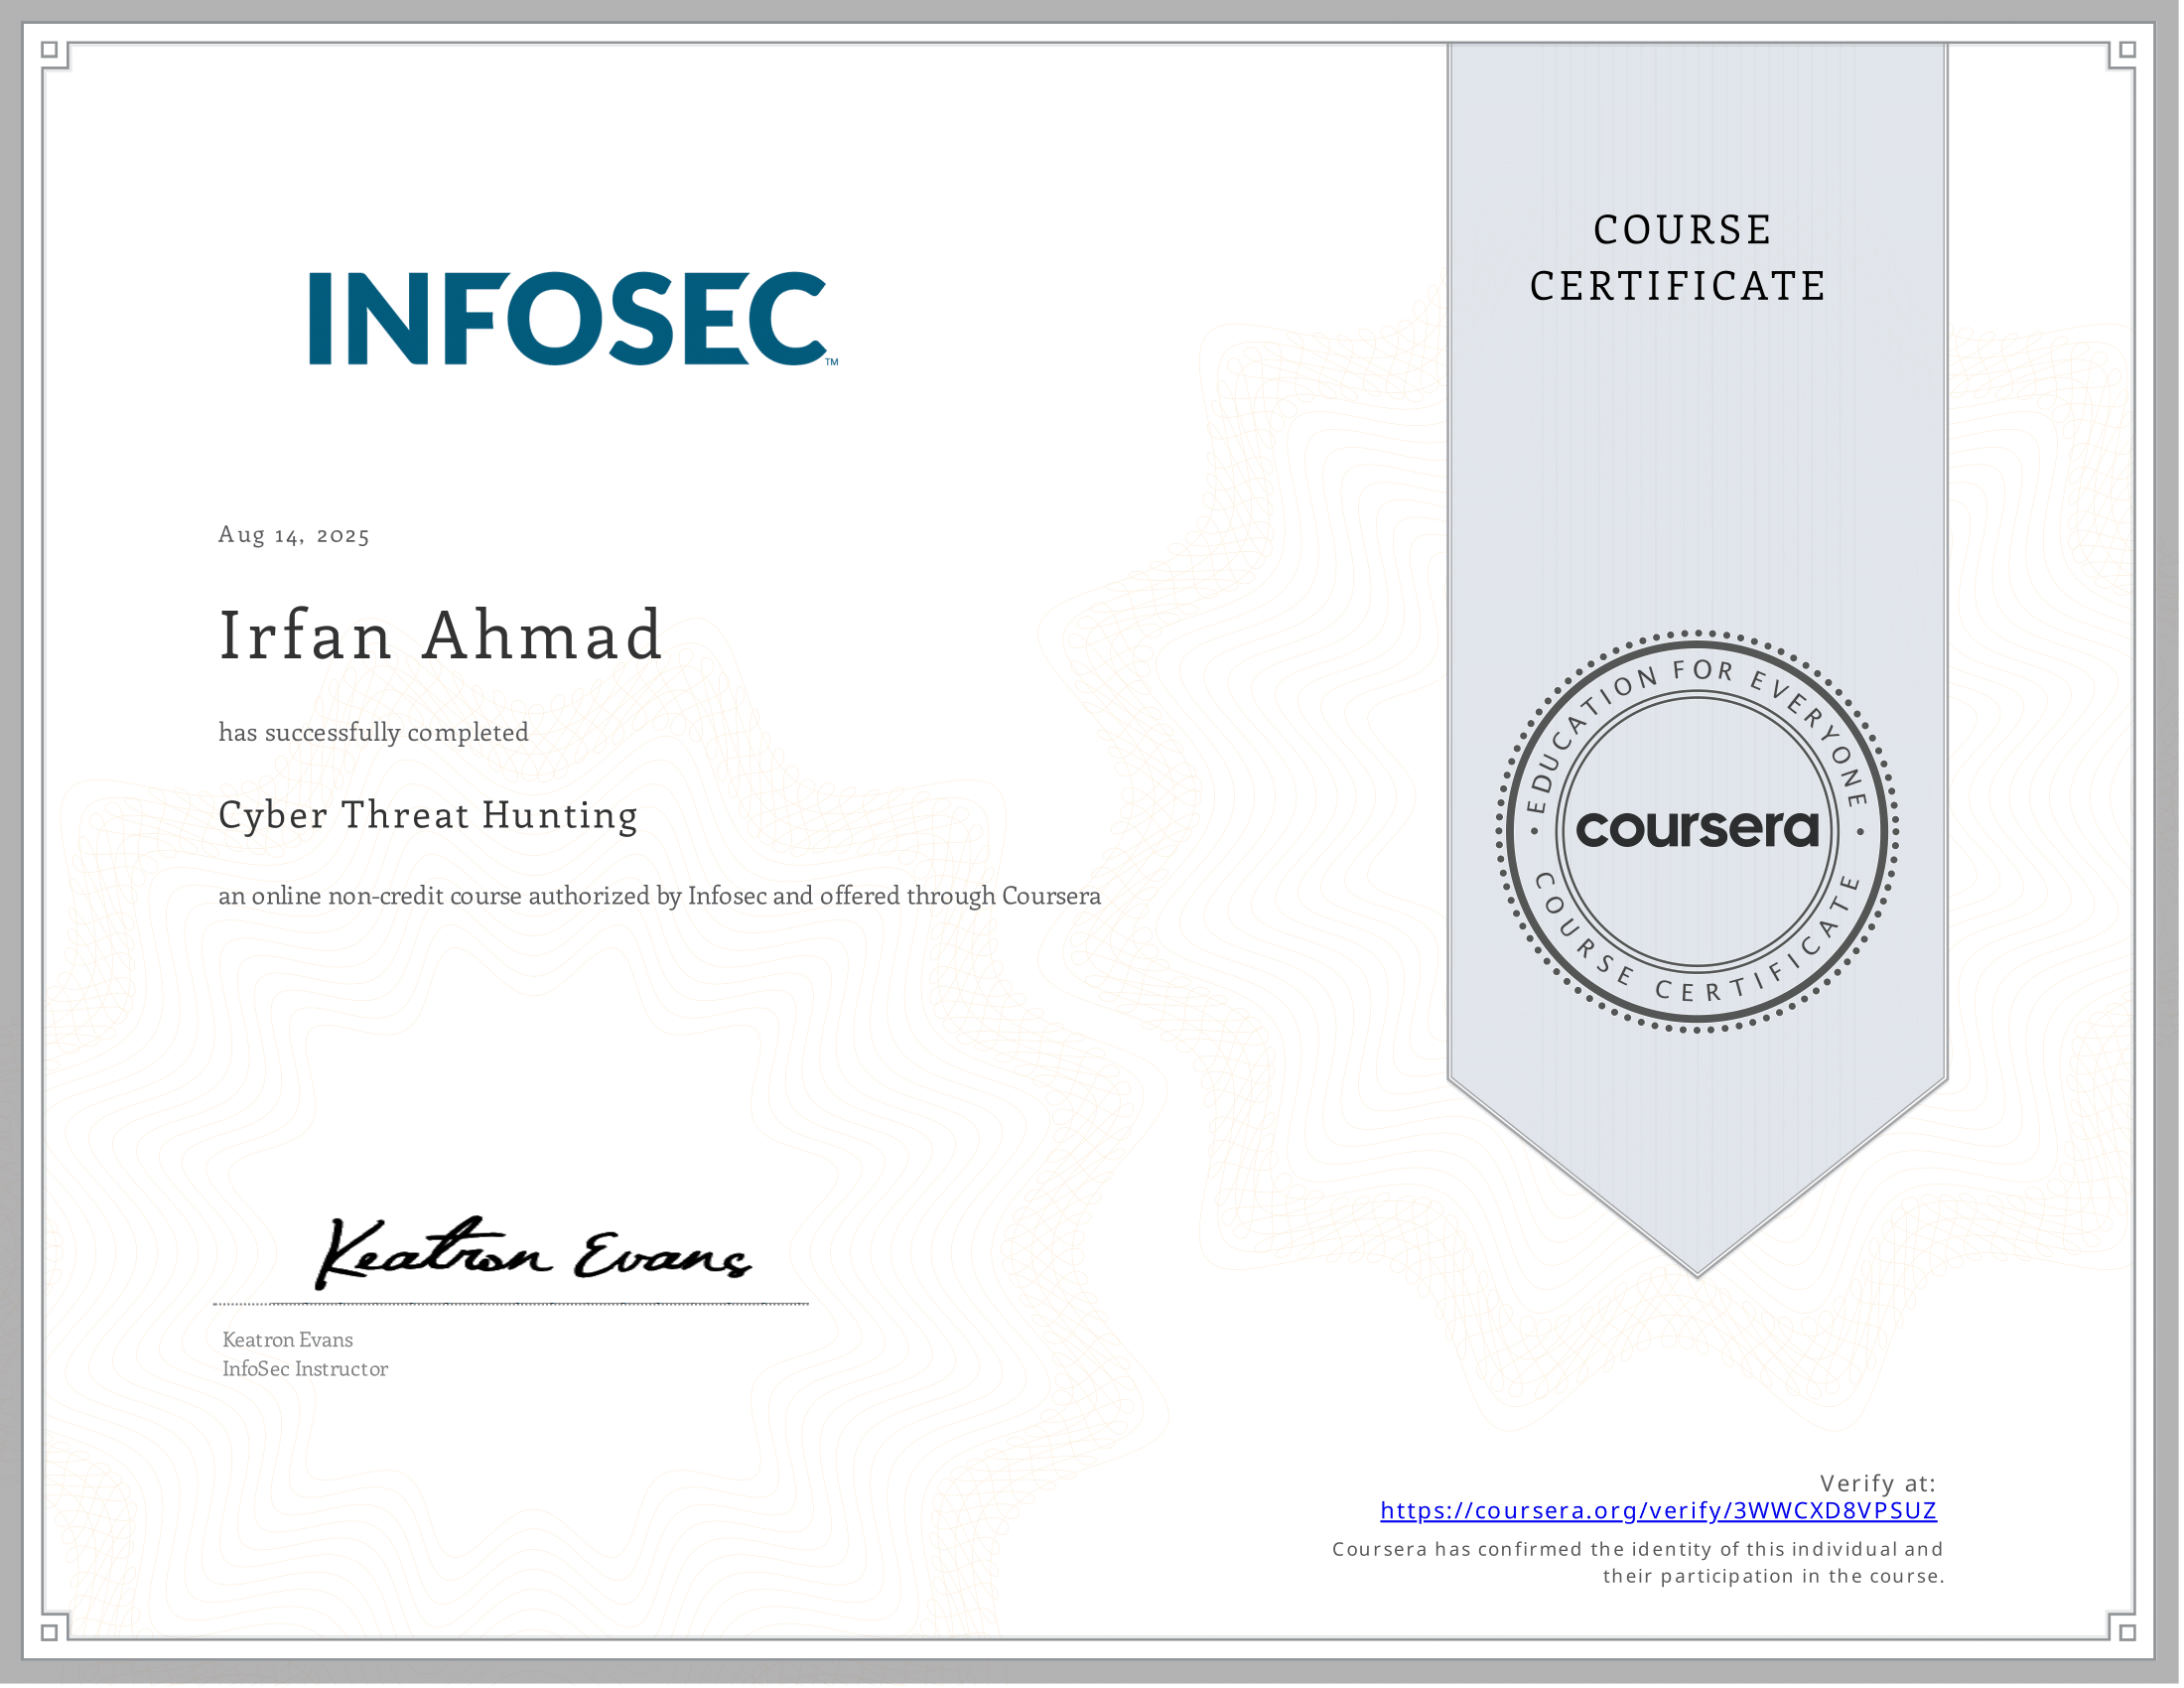 INFOSEC™
COURSE
CERTIFICATE
Aug 14, 2025
Irfan Ahmad
has successfully completed
Cyber Threat Hunting
an online non-credit course authorized by Infosec and offered through Coursera
• EDUCATION FOR EVERYONE •
coursera
COURSE CERTIFICATE
Keatron Evans
Keatron Evans
InfoSec Instructor
Verify at:
https://coursera.org/verify/3WWCXD8VPSUZ
Coursera has confirmed the identity of this individual and
their participation in the course.